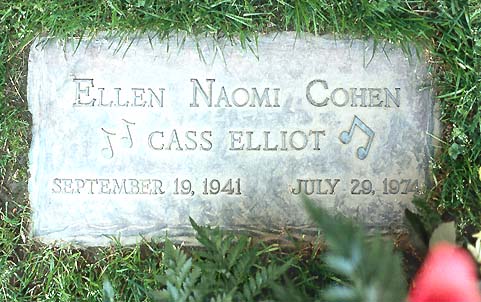 ELLEN NAOMI COHEN
CASS ELLIOT
SEPTEMBER 19, 1941 JULY 29, 1974